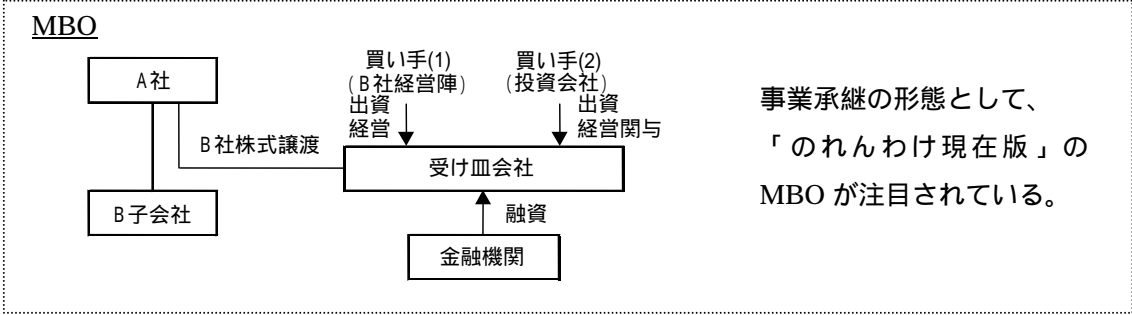 MBO
買い手(1)
(B社経営陣)
買い手(2)
(投資会社)
A社
出資
経営
出資
経営関与
B社株式譲渡
受け皿会社
B子会社
融資
金融機関
事業承継の形態として、
「のれんわけ現在版」の
MBO が注目されている。